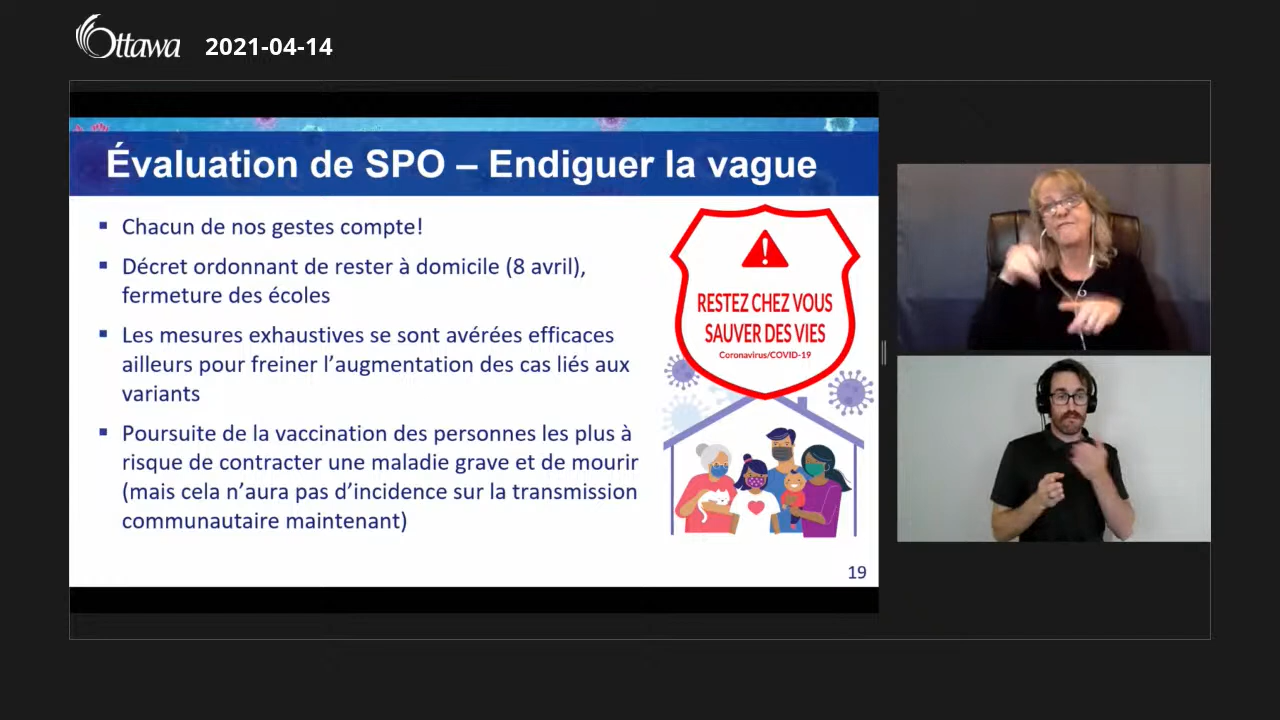 Ottawa 2021-04-14
Évaluation de SPO – Endiguer la vague
Chacun de nos gestes compte!
Décret ordonnant de rester à domicile (8 avril),
fermeture des écoles
Les mesures exhaustives se sont avérées efficaces
ailleurs pour freiner l’augmentation des cas liés aux
variants
Poursuite de la vaccination des personnes les plus à
risque de contracter une maladie grave et de mourir
(mais cela n’aura pas d’incidence sur la transmission
communautaire maintenant)
RESTEZ CHEZ VOUS
SAUVER DES VIES
Coronavirus/COVID-19
19